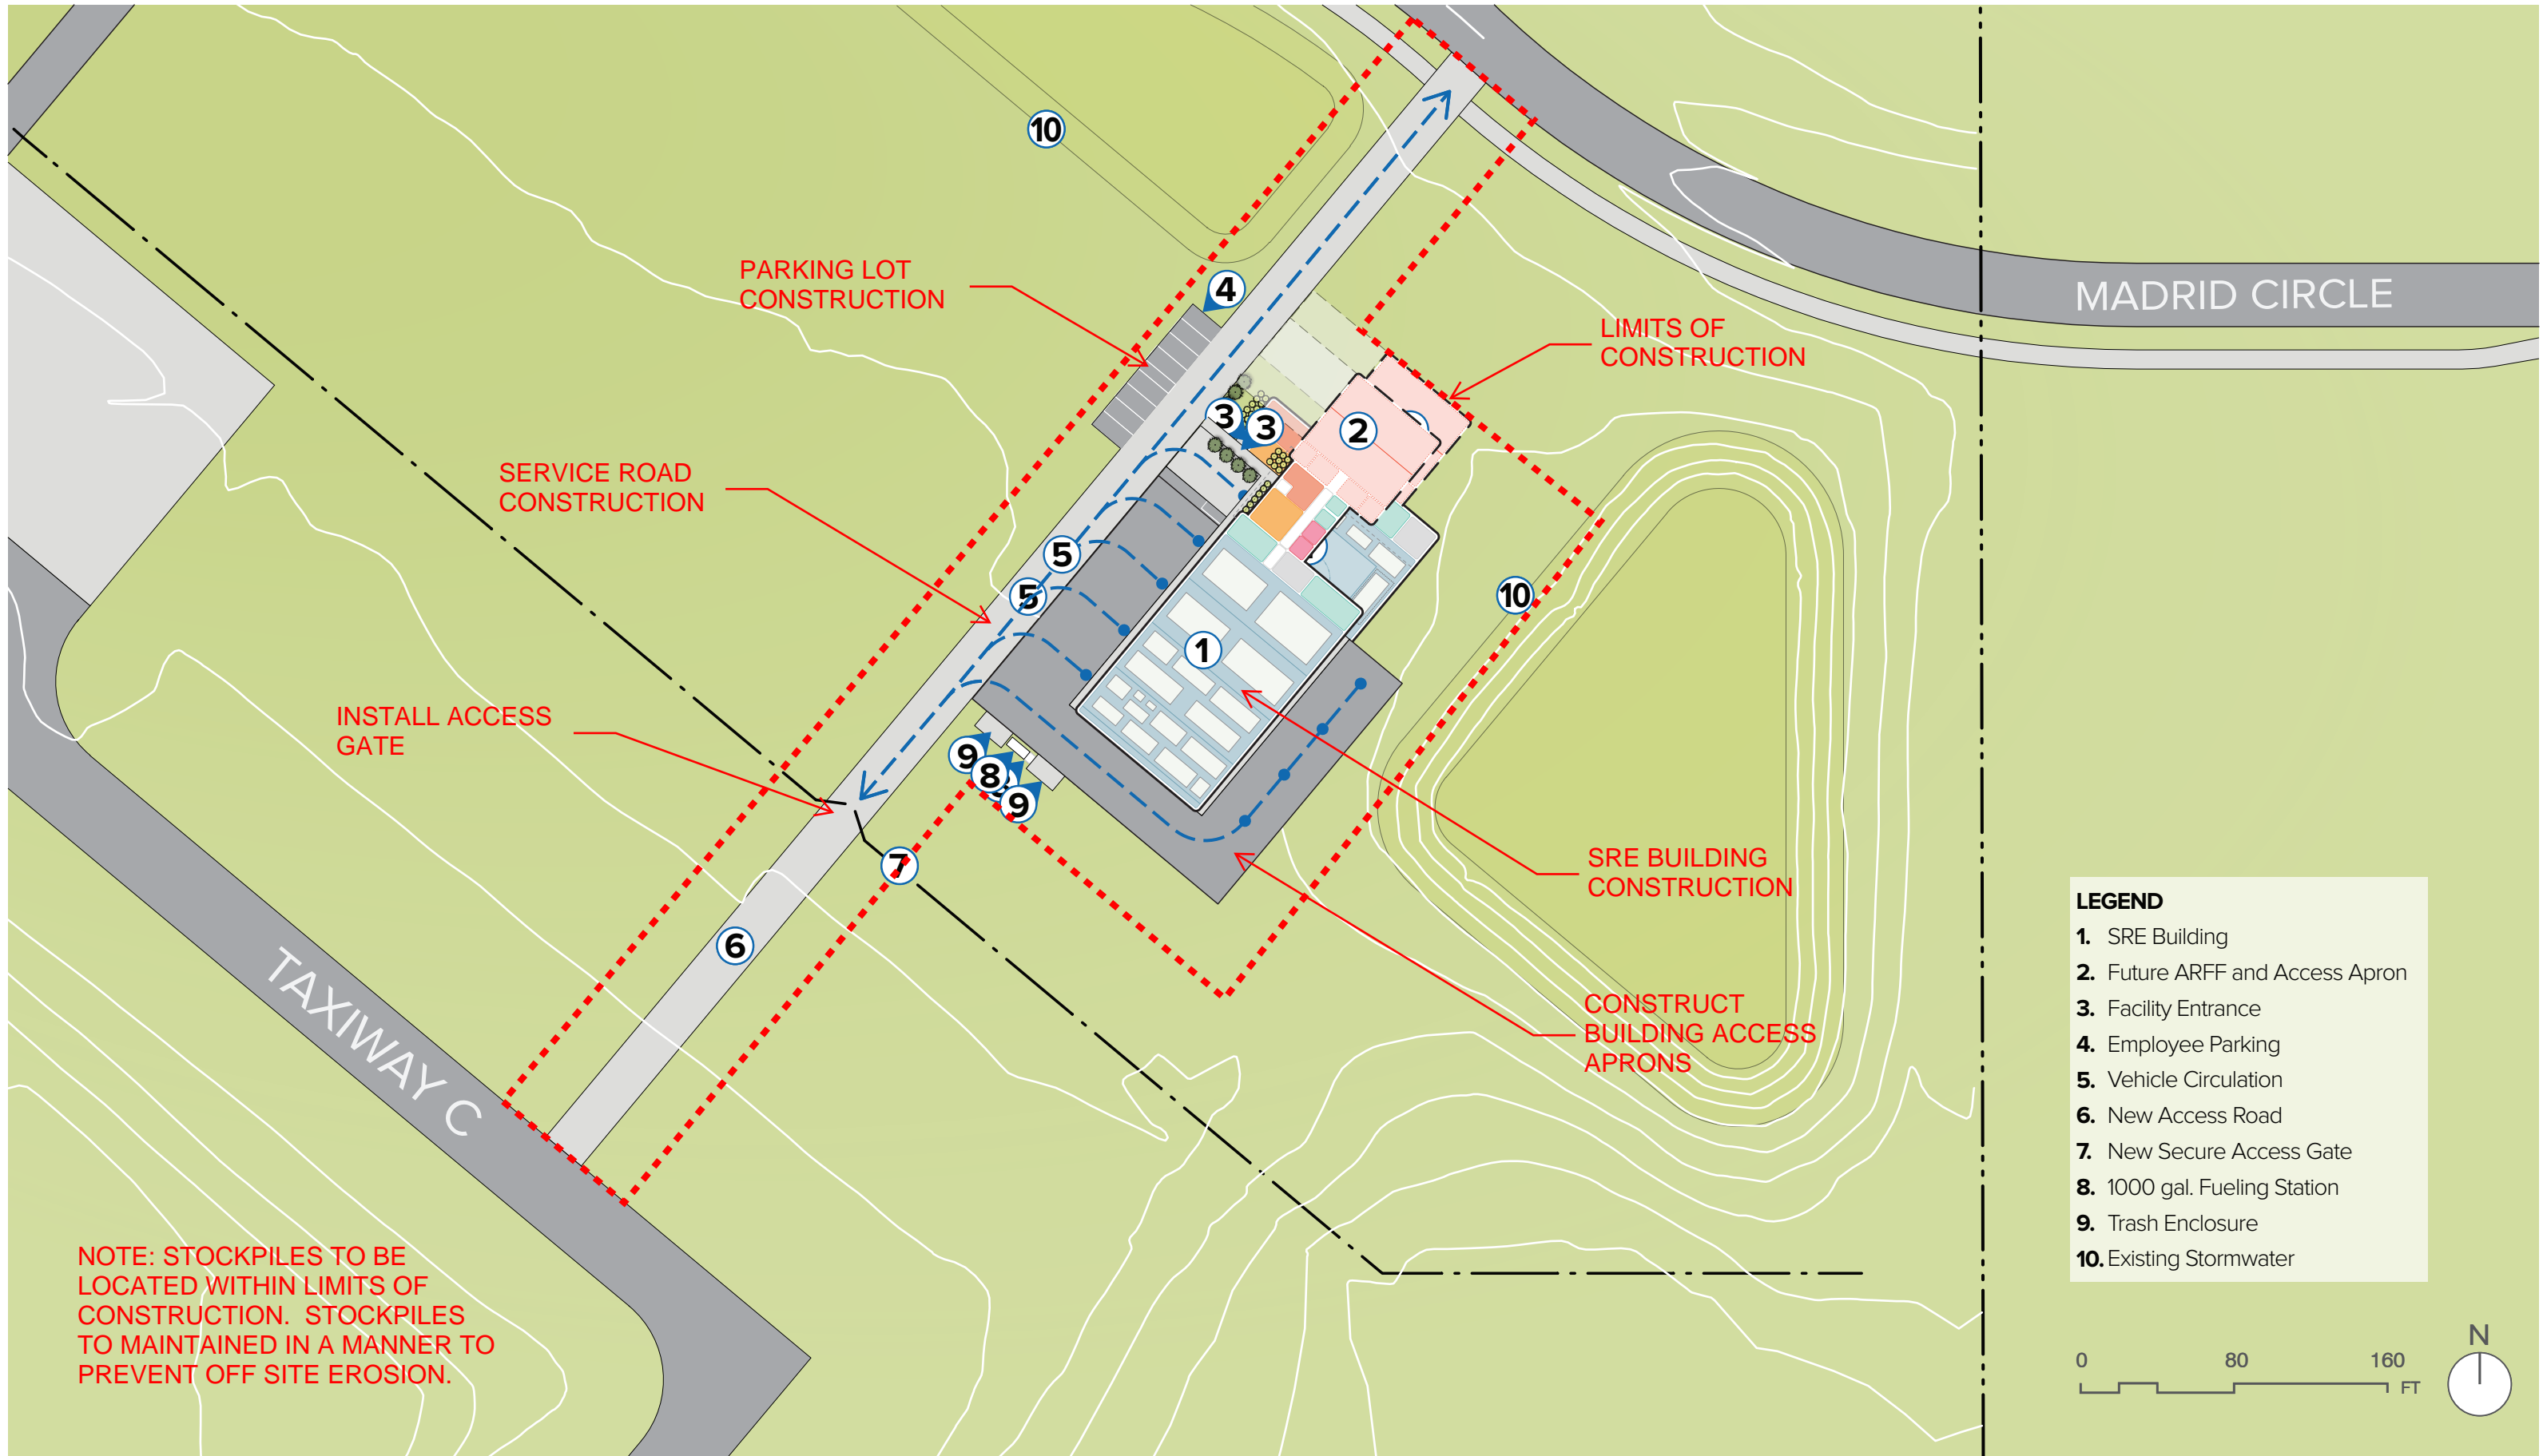 10
PARKING LOT
CONSTRUCTION
4
MADRID CIRCLE
LIMITS OF
CONSTRUCTION
3
3
2
SERVICE ROAD
CONSTRUCTION
5
5
10
1
INSTALL ACCESS
GATE
9
8
9
7
SRE BUILDING
CONSTRUCTION
6
CONSTRUCT
BUILDING ACCESS
APRONS
TAXIWAY C
NOTE: STOCKPILES TO BE
LOCATED WITHIN LIMITS OF
CONSTRUCTION. STOCKPILES
TO MAINTAINED IN A MANNER TO
PREVENT OFF SITE EROSION.
LEGEND
1. SRE Building
2. Future ARFF and Access Apron
3. Facility Entrance
4. Employee Parking
5. Vehicle Circulation
6. New Access Road
7. New Secure Access Gate
8. 1000 gal. Fueling Station
9. Trash Enclosure
10. Existing Stormwater
0 80 160
FT
N